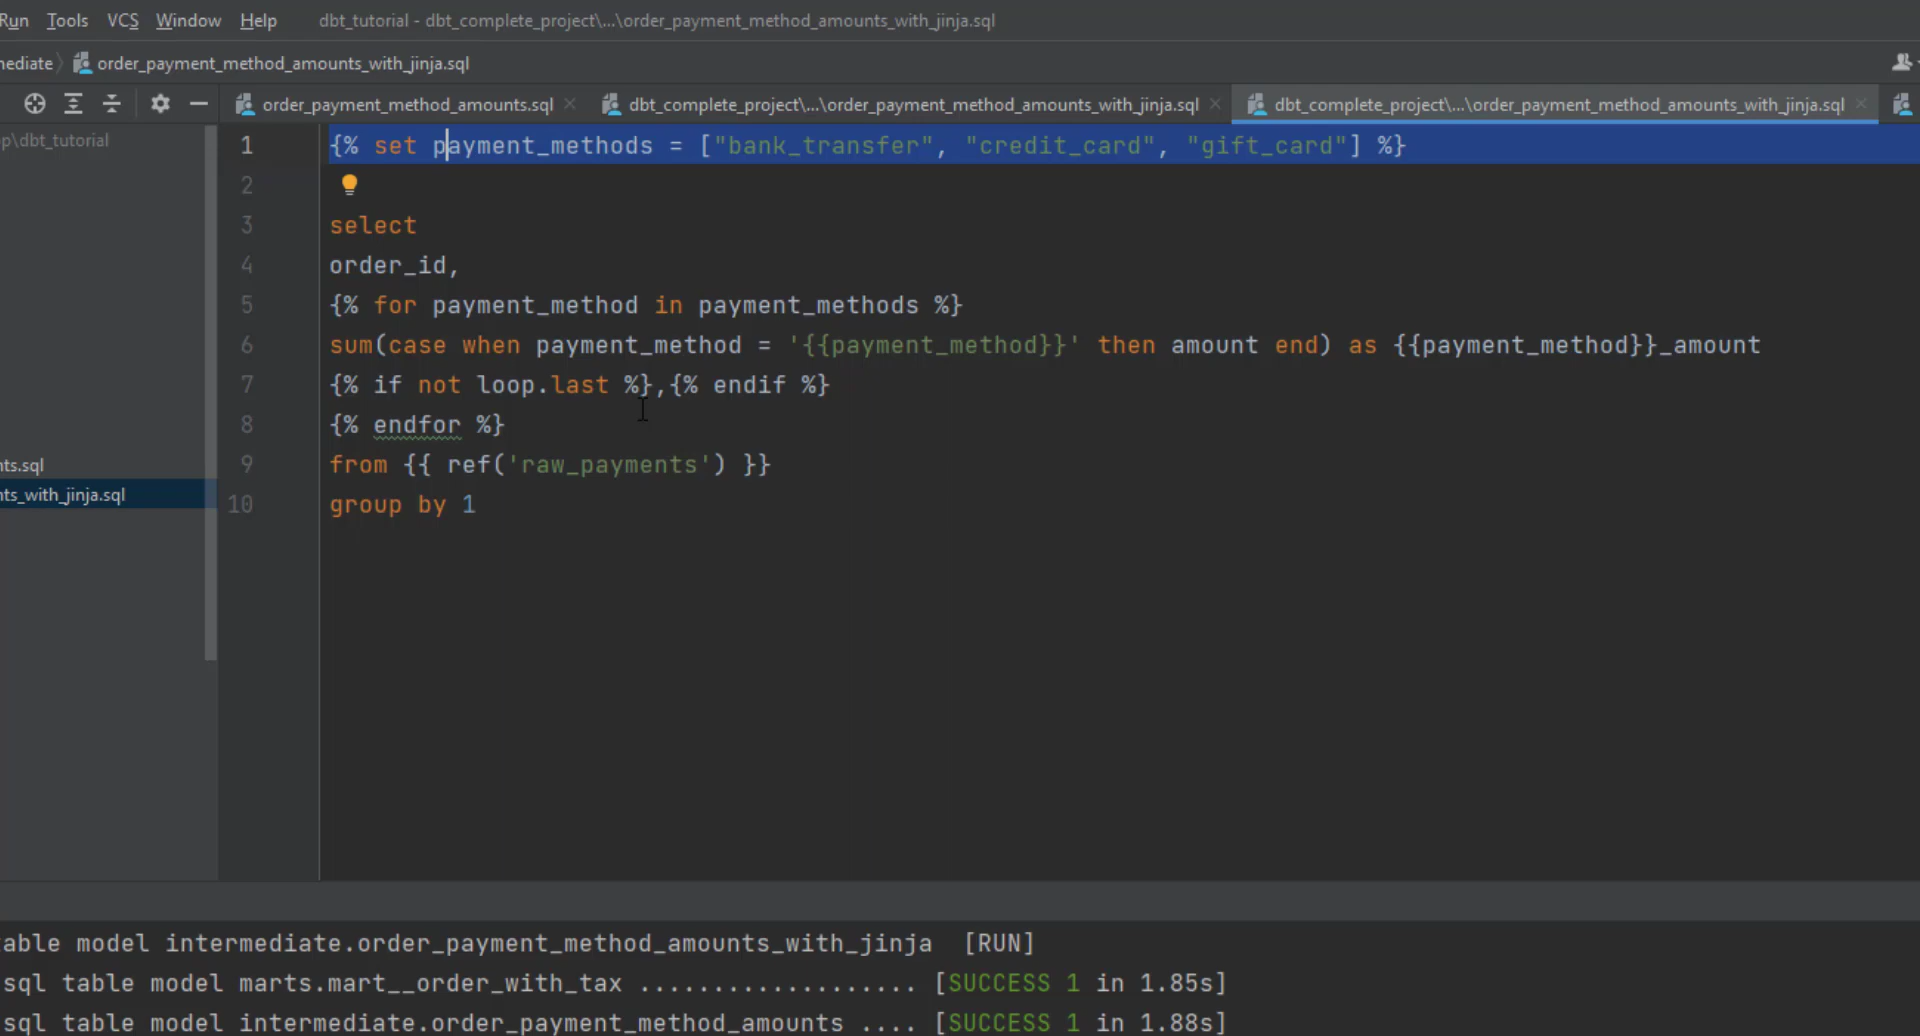 Run Tools VCS Window Help dbt_tutorial - dbt_complete_project\...\order_payment_method_amounts_with_jinja.sql
nediate order_payment_method_amounts_with_jinja.sql
order_payment_method_amounts.sql dbt_complete_project\...\order_payment_method_amounts_with_jinja.sql dbt_complete_project\...\order_payment_method_amounts_with_jinja.sql
p\dbt_tutorial
nts.sql
nts_with_jinja.sql
1 {% set payment_methods = ["bank_transfer", "credit_card", "gift_card"] %}
2
3 select
4 order_id,
5 {% for payment_method in payment_methods %}
6 sum(case when payment_method = '{{payment_method}}' then amount end) as {{payment_method}}_amount
7 {% if not loop.last %},{% endif %}
8 {% endfor %}
9 from {{ ref('raw_payments') }}
10 group by 1
able model intermediate.order_payment_method_amounts_with_jinja [RUN]
sql table model marts.mart__order_with_tax ................... [SUCCESS 1 in 1.85s]
sql table model intermediate.order_payment_method_amounts .... [SUCCESS 1 in 1.88s]